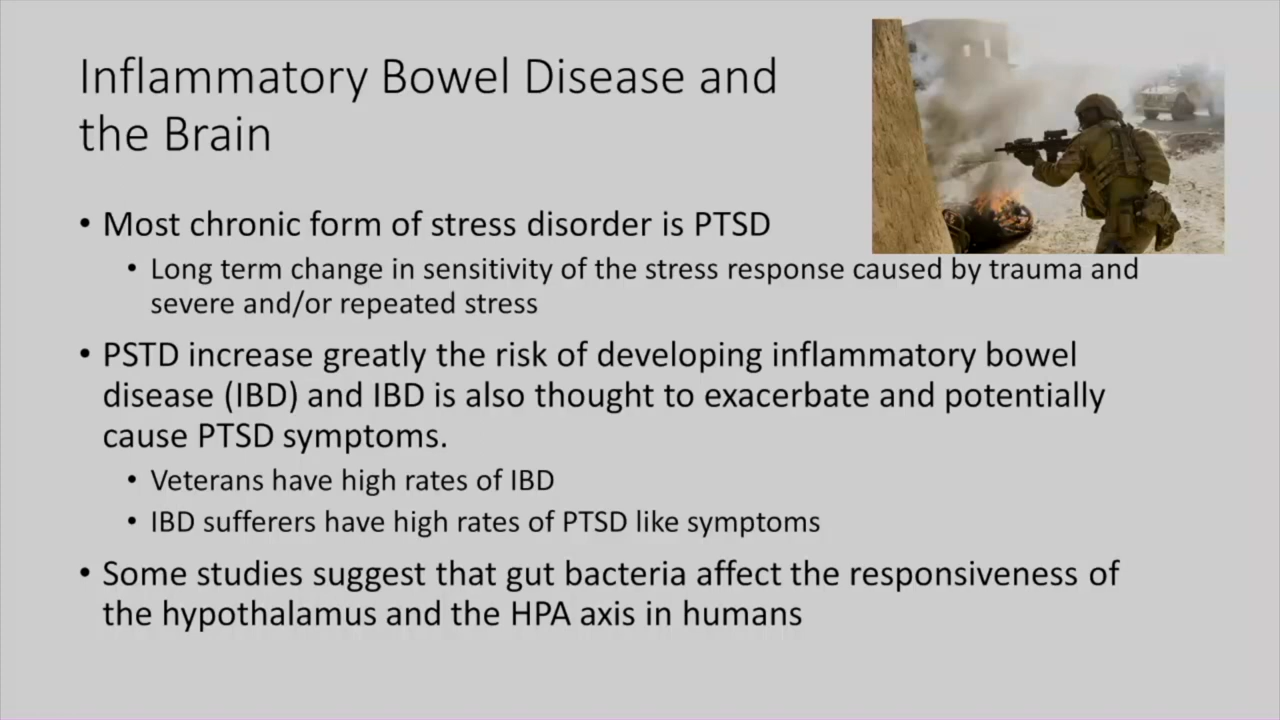 Inflammatory Bowel Disease and
the Brain
• Most chronic form of stress disorder is PTSD
• Long term change in sensitivity of the stress response caused by trauma and
severe and/or repeated stress
• PSTD increase greatly the risk of developing inflammatory bowel
disease (IBD) and IBD is also thought to exacerbate and potentially
cause PTSD symptoms.
• Veterans have high rates of IBD
• IBD sufferers have high rates of PTSD like symptoms
• Some studies suggest that gut bacteria affect the responsiveness of
the hypothalamus and the HPA axis in humans